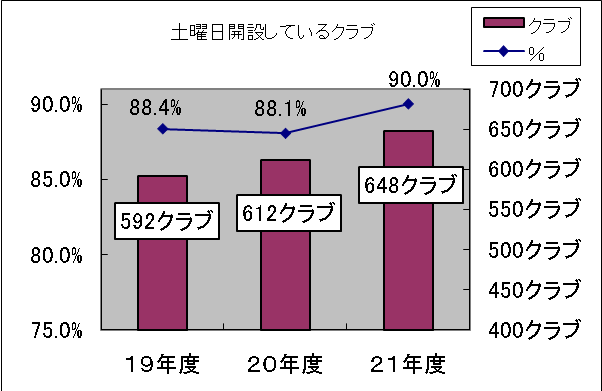 土曜日開設しているクラブ
クラブ
%
90.0%
85.0%
80.0%
75.0%
88.4%
88.1%
90.0%
592クラブ
612クラブ
648クラブ
700クラブ
650クラブ
600クラブ
550クラブ
500クラブ
450クラブ
400クラブ
19年度
20年度
21年度